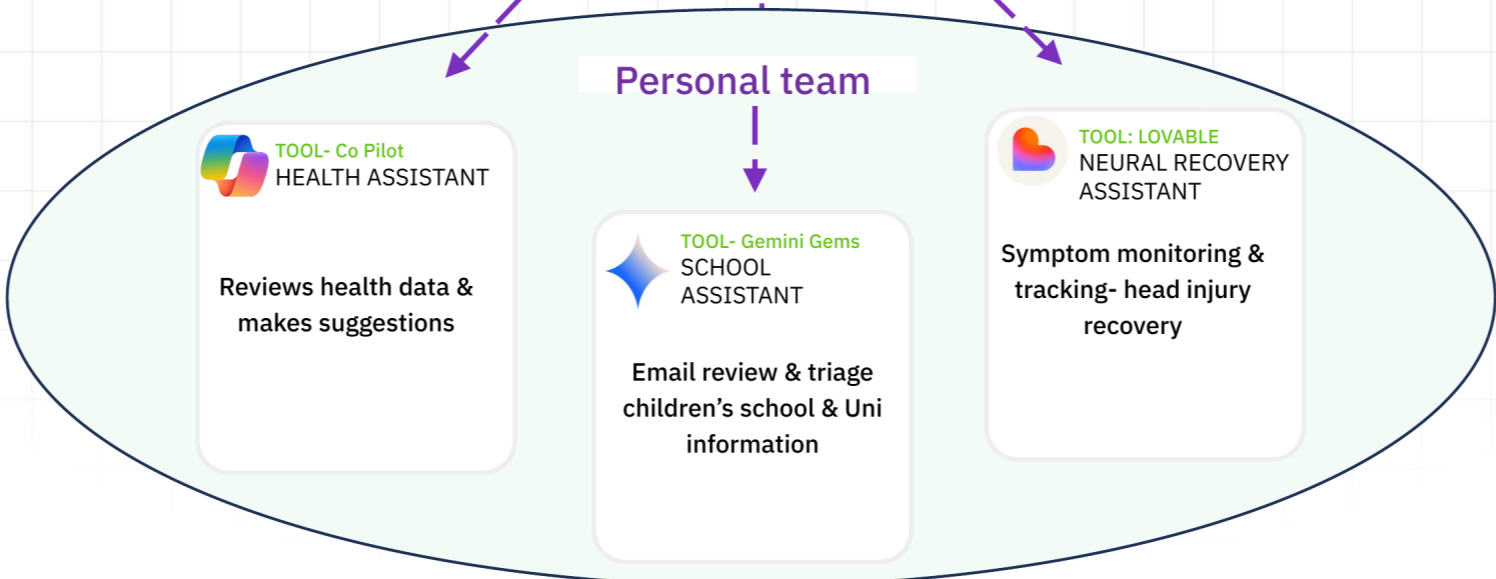 Personal team
TOOL- Co Pilot
HEALTH ASSISTANT
Reviews health data &
makes suggestions
TOOL- Gemini Gems
SCHOOL
ASSISTANT
Email review & triage
children’s school & Uni
information
TOOL: LOVABLE
NEURAL RECOVERY
ASSISTANT
Symptom monitoring &
tracking- head injury
recovery